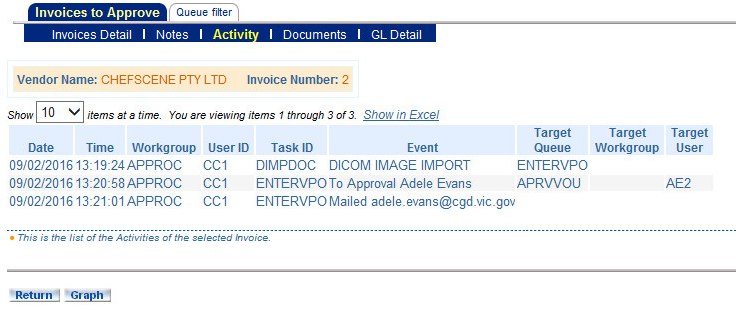 Invoices to Approve Queue filter
Invoices Detail | Notes | Activity | Documents | GL Detail
Vendor Name: CHEFSCENE PTY LTD Invoice Number: 2
Show 10 items at a time. You are viewing items 1 through 3 of 3. Show in Excel
Date Time Workgroup User ID Task ID Event Target Queue Target Workgroup Target User
09/02/2016 13:19:24 APPROC CC1 DIMPDOC DICOM IMAGE IMPORT ENTERVPO
09/02/2016 13:20:58 APPROC CC1 ENTERVPO To Approval Adele Evans APRVVOU AE2
09/02/2016 13:21:01 APPROC CC1 ENTERVPO Mailed adele.evans@cgd.vic.gov
This is the list of the Activities of the selected Invoice.
Return Graph